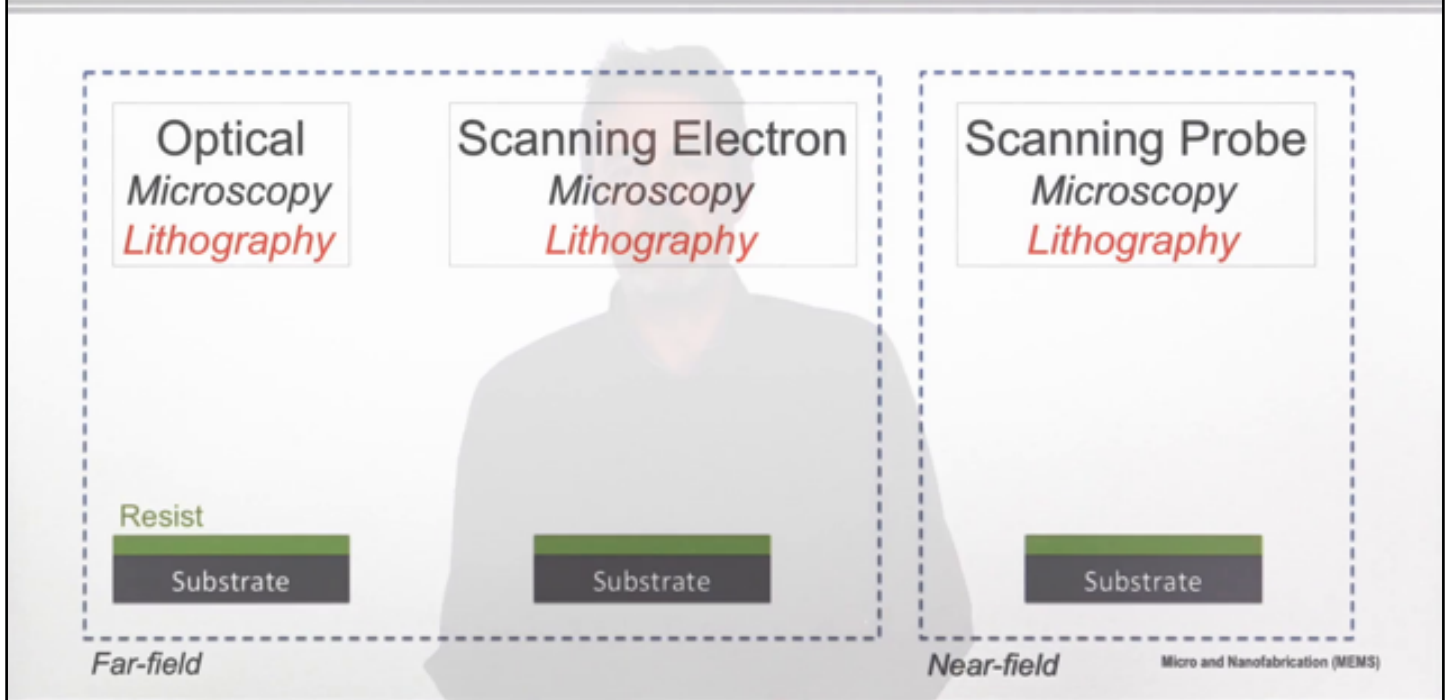 Optical
Microscopy
Lithography
Scanning Electron
Microscopy
Lithography
Scanning Probe
Microscopy
Lithography
Resist
Substrate
Substrate
Substrate
Far-field
Near-field
Micro and Nanofabrication (MEMS)